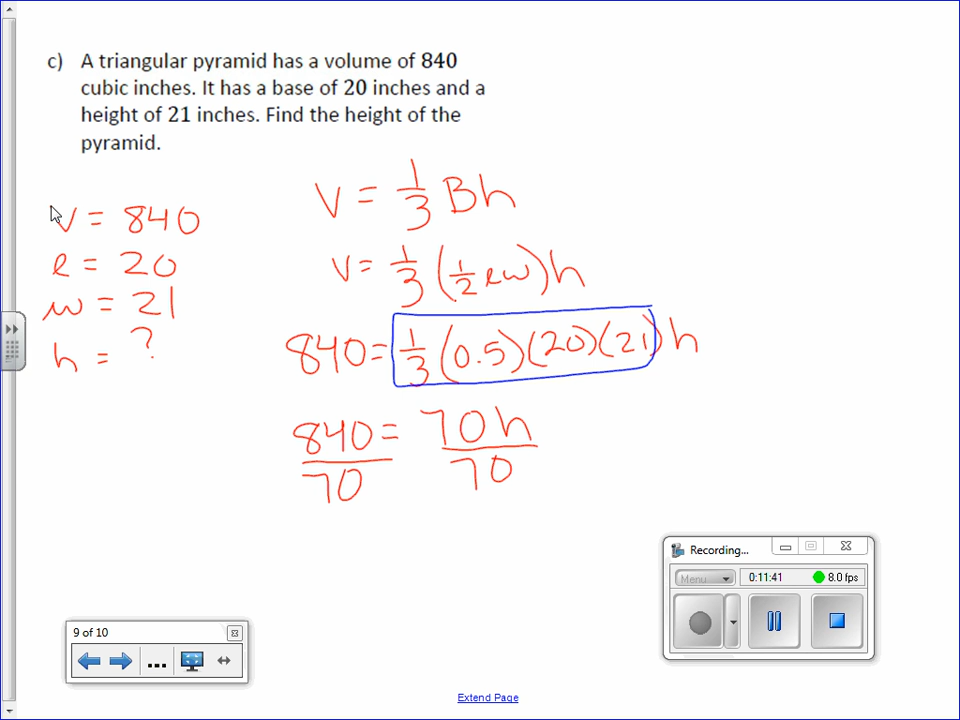 c) A triangular pyramid has a volume of 840
cubic inches. It has a base of 20 inches and a
height of 21 inches. Find the height of the
pyramid.
V = 840
l = 20
w = 21
h = ?
V = 1/3 Bh
V = 1/3 (1/2 lw) h
840 = 1/3 (0.5)(20)(21) h
840 = 70h
70 70
Recording...
Menu
0:11:41
8.0 fps
9 of 10
...
Extend Page